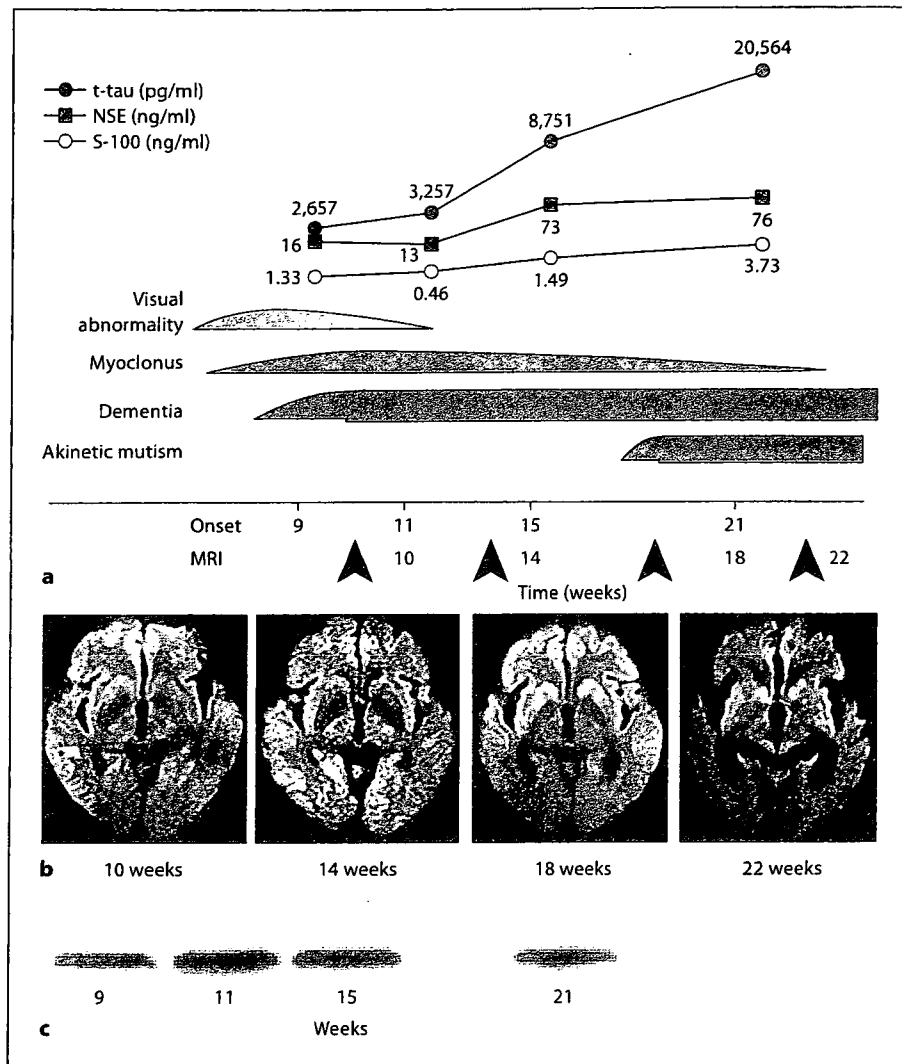 20,564
t-tau (pg/ml)
NSE (ng/ml)
S-100 (ng/ml)
8,751
2,657
3,257
16
13
73
76
1.33
0.46
1.49
3.73
Visual
abnormality
Myoclonus
Dementia
Akinetic mutism
Onset 9 11 15 21
MRI 10 14 18 22
a
Time (weeks)
b 10 weeks 14 weeks 18 weeks 22 weeks
9 11 15 21
c Weeks